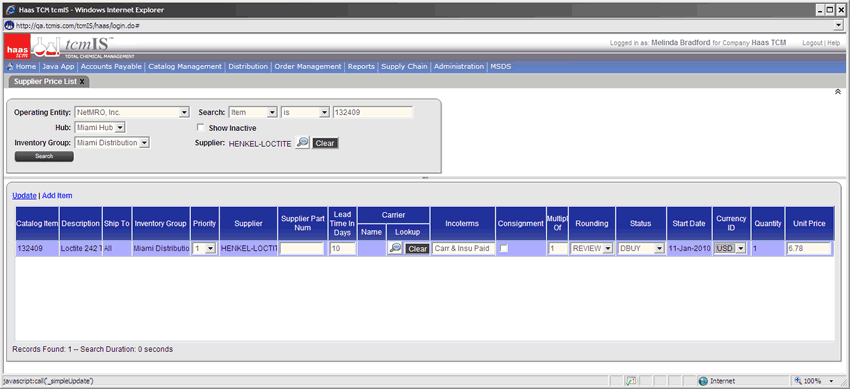 Haas TCM tcmIS - Windows Internet Explorer
http://qa.tcmis.com/tcmIS/haas/login.do#
haas tcm tcmIS™ TOTAL CHEMICAL MANAGEMENT
Logged in as: Melinda Bradford for Company Haas TCM Logout | Help
Home | Java App | Accounts Payable | Catalog Management | Distribution | Order Management | Reports | Supply Chain | Administration | MSDS
Supplier Price List X
Operating Entity: NetMRO, Inc. Search: Item is 132409
Hub: Miami Hub Show Inactive
Inventory Group: Miami Distribution Supplier: HENKEL-LOCTITE Clear
Search
Update | Add Item
Catalog Item Description Ship To Inventory Group Priority Supplier Supplier Part Num Lead Time In Days Carrier Name Lookup Incoterms Consignment Multipl Of Rounding Status Start Date Currency ID Quantity Unit Price
132409 Loctite 242 T All Miami Distributio 1 HENKEL-LOCTIT 10 Clear Carr & Insu Paid 1 REVIEW DBUY 11-Jan-2010 USD 1 6.78
Records Found: 1 -- Search Duration: 0 seconds
javascript:call('_simpleUpdate') Internet 100%